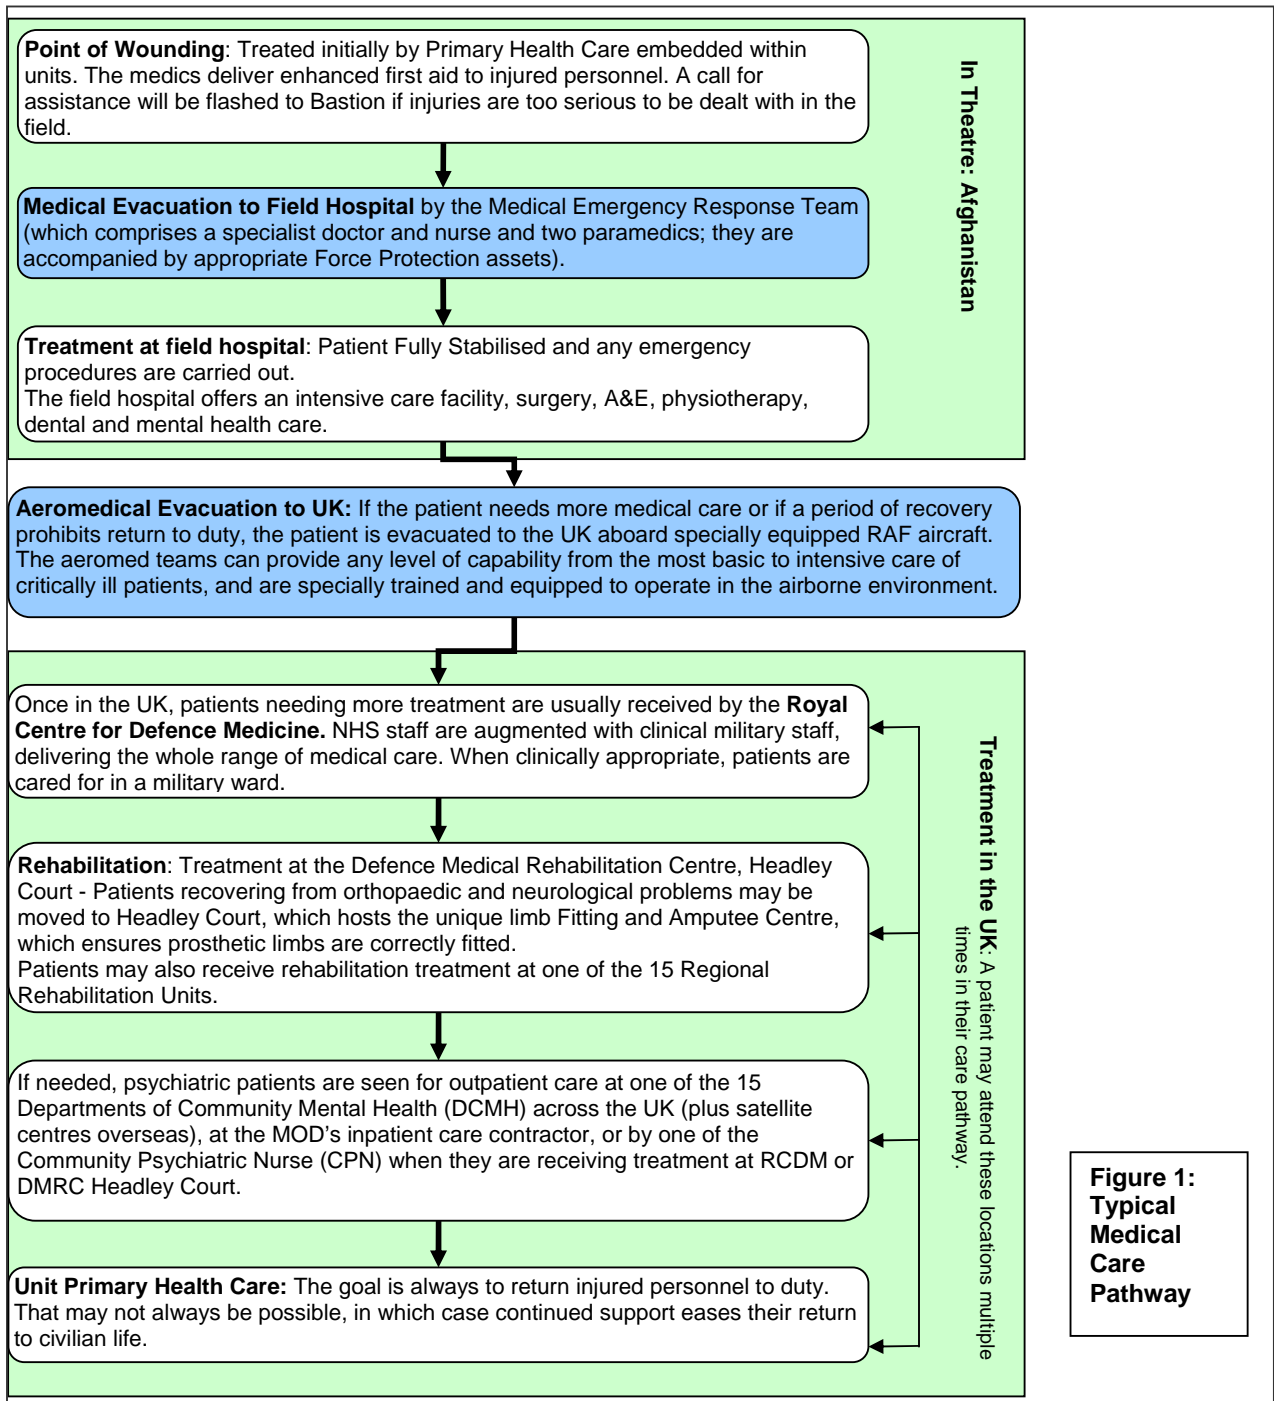 Point of Wounding: Treated initially by Primary Health Care embedded within
units. The medics deliver enhanced first aid to injured personnel. A call for
assistance will be flashed to Bastion if injuries are too serious to be dealt with in the
field.
In Theatre: Afghanistan
Medical Evacuation to Field Hospital by the Medical Emergency Response Team
(which comprises a specialist doctor and nurse and two paramedics; they are
accompanied by appropriate Force Protection assets).
Treatment at field hospital: Patient Fully Stabilised and any emergency
procedures are carried out.
The field hospital offers an intensive care facility, surgery, A&E, physiotherapy,
dental and mental health care.
Aeromedical Evacuation to UK: If the patient needs more medical care or if a period of recovery
prohibits return to duty, the patient is evacuated to the UK aboard specially equipped RAF aircraft.
The aeromed teams can provide any level of capability from the most basic to intensive care of
critically ill patients, and are specially trained and equipped to operate in the airborne environment.
Once in the UK, patients needing more treatment are usually received by the Royal
Centre for Defence Medicine. NHS staff are augmented with clinical military staff,
delivering the whole range of medical care. When clinically appropriate, patients are
cared for in a military ward.
Treatment in the UK: A patient may attend these locations multiple
times in their care pathway.
Rehabilitation: Treatment at the Defence Medical Rehabilitation Centre, Headley
Court - Patients recovering from orthopaedic and neurological problems may be
moved to Headley Court, which hosts the unique limb Fitting and Amputee Centre,
which ensures prosthetic limbs are correctly fitted.
Patients may also receive rehabilitation treatment at one of the 15 Regional
Rehabilitation Units.
If needed, psychiatric patients are seen for outpatient care at one of the 15
Departments of Community Mental Health (DCMH) across the UK (plus satellite
centres overseas), at the MOD's inpatient care contractor, or by one of the
Community Psychiatric Nurse (CPN) when they are receiving treatment at RCDM or
DMRC Headley Court.
Unit Primary Health Care: The goal is always to return injured personnel to duty.
That may not always be possible, in which case continued support eases their return
to civilian life.
Figure 1:
Typical
Medical
Care
Pathway